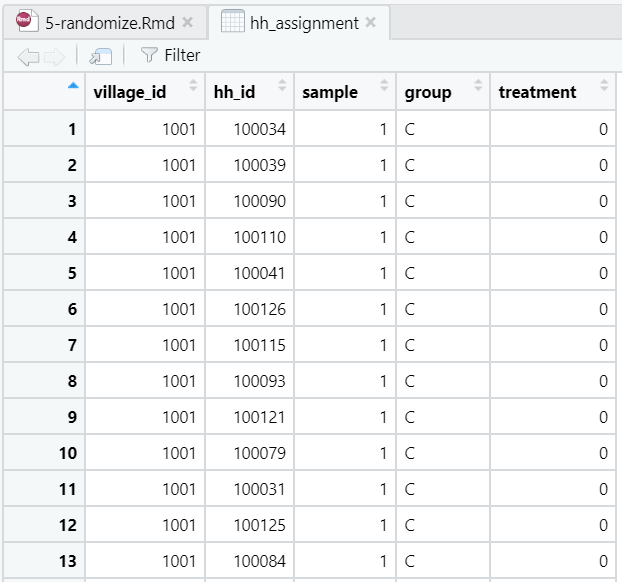 Rmd 5-randomize.Rmd hh_assignment
Filter
village_id hh_id sample group treatment
1 1001 100034 1 C 0
2 1001 100039 1 C 0
3 1001 100090 1 C 0
4 1001 100110 1 C 0
5 1001 100041 1 C 0
6 1001 100126 1 C 0
7 1001 100115 1 C 0
8 1001 100093 1 C 0
9 1001 100121 1 C 0
10 1001 100079 1 C 0
11 1001 100031 1 C 0
12 1001 100125 1 C 0
13 1001 100084 1 C 0